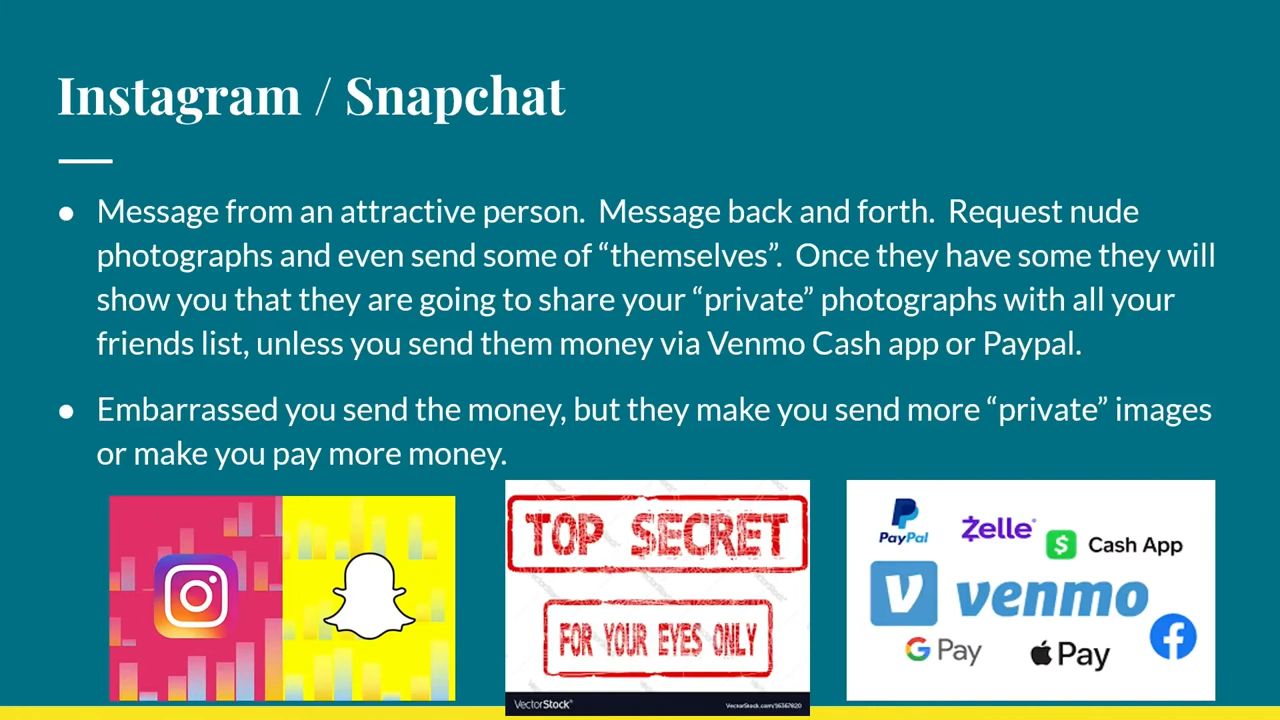 Instagram / Snapchat
● Message from an attractive person.  Message back and forth.  Request nude
photographs and even send some of “themselves”.  Once they have some they will
show you that they are going to share your “private” photographs with all your
friends list, unless you send them money via Venmo Cash app or Paypal.
● Embarrassed you send the money, but they make you send more “private” images
or make you pay more money.
TOP SECRET
FOR YOUR EYES ONLY
VectorStock®
VectorStock.com/16367820
PayPal
Zelle®
Cash App
venmo
G Pay
Pay